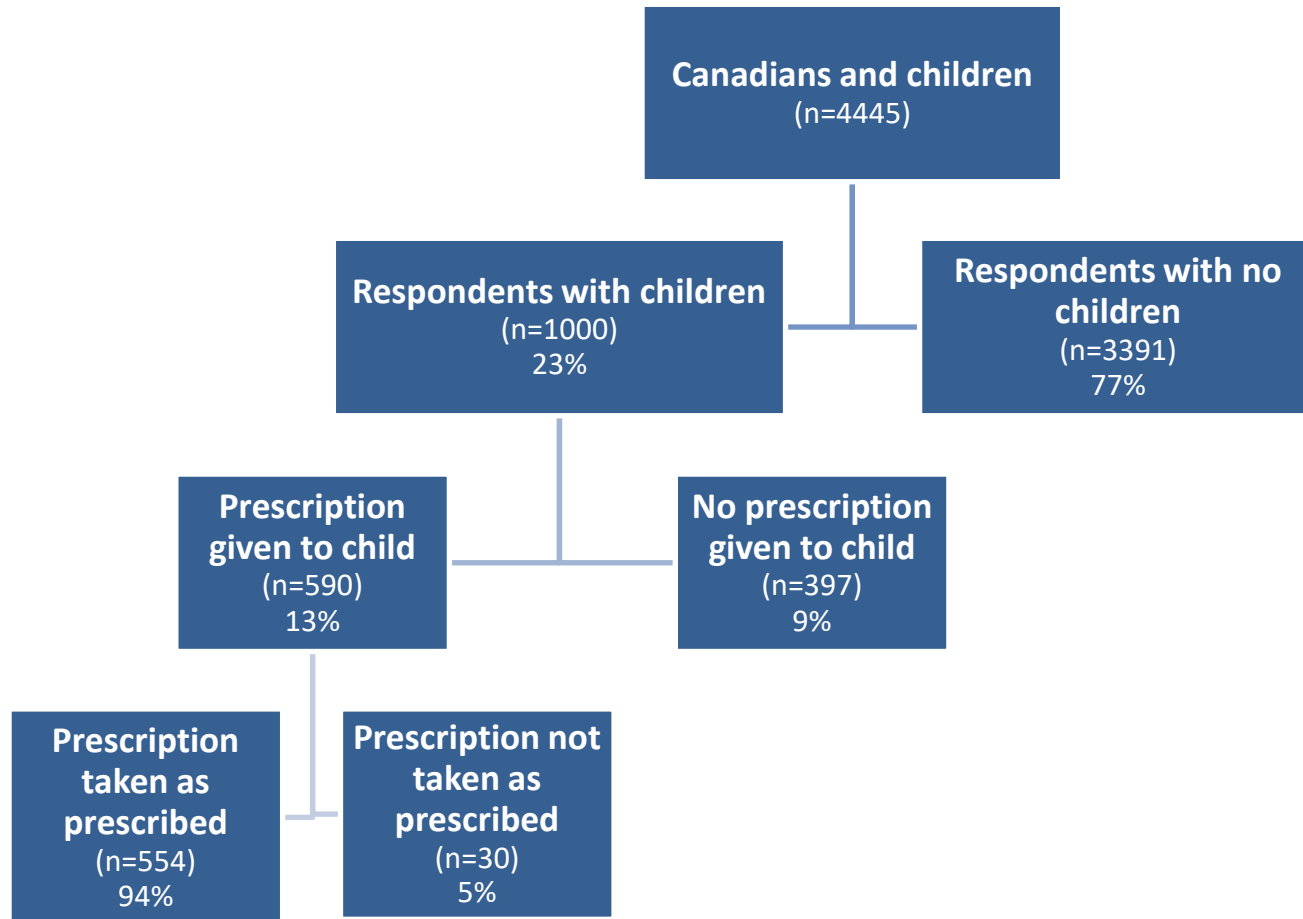 Canadians and children
(n=4445)
Respondents with children
(n=1000)
23%
Respondents with no
children
(n=3391)
77%
Prescription
given to child
(n=590)
13%
No prescription
given to child
(n=397)
9%
Prescription
taken as
prescribed
(n=554)
94%
Prescription not
taken as
prescribed
(n=30)
5%